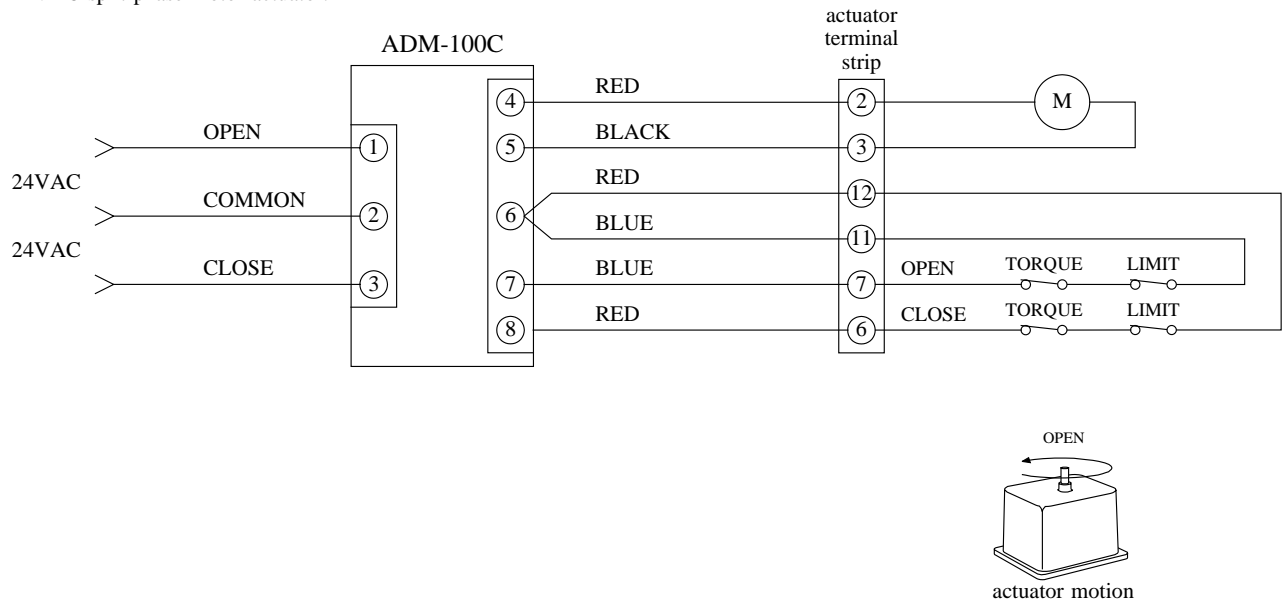 actuator
terminal
strip
ADM-100C
RED
4
2
M
OPEN
1
5
BLACK
3
24VAC
RED
12
COMMON
2
6
BLUE
11
24VAC
CLOSE
3
BLUE
7
7
OPEN
TORQUE
LIMIT
8
RED
6
CLOSE
TORQUE
LIMIT
OPEN
actuator motion